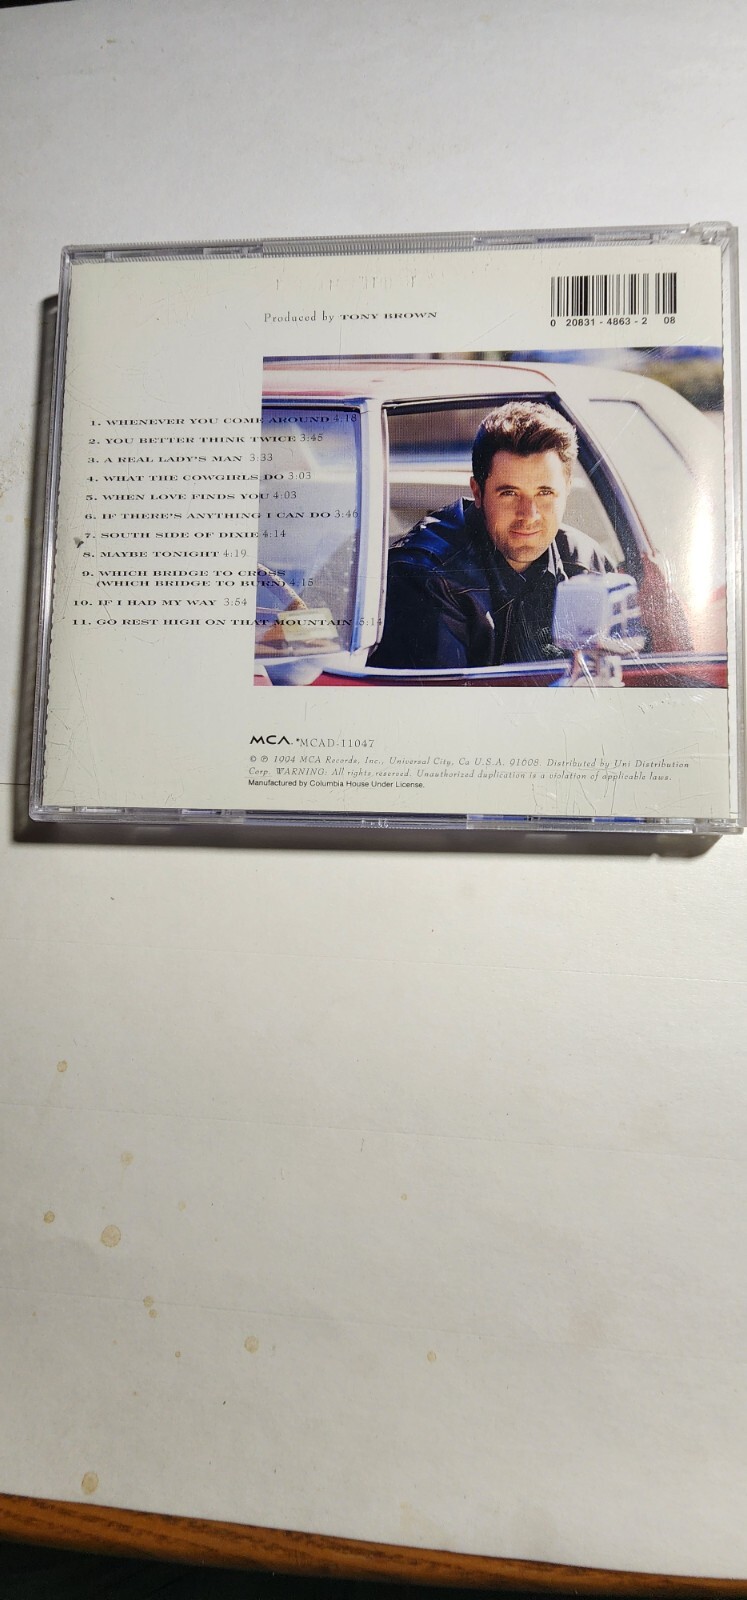 Produced by TONY BROWN
0 20831 - 4863 - 2 08
1. WHENEVER YOU COME AROUND 4:18
2. YOU BETTER THINK TWICE 3:45
3. A REAL LADY'S MAN 3:33
4. WHAT THE COWGIRLS DO 3:03
5. WHEN LOVE FINDS YOU 4:03
6. IF THERE'S ANYTHING I CAN DO 3:46
7. SOUTH SIDE OF DIXIE 4:14
8. MAYBE TONIGHT 4:19
9. WHICH BRIDGE TO CROSS
(WHICH BRIDGE TO BURN) 4:15
10. IF I HAD MY WAY 3:54
11. GO REST HIGH ON THAT MOUNTAIN 5:14
MCA. *MCAD-11047
© ℗ 1994 MCA Records, Inc., Universal City, Ca U.S.A. 91608. Distributed by Uni Distribution
Corp. WARNING: All rights reserved. Unauthorized duplication is a violation of applicable laws.
Manufactured by Columbia House Under License.